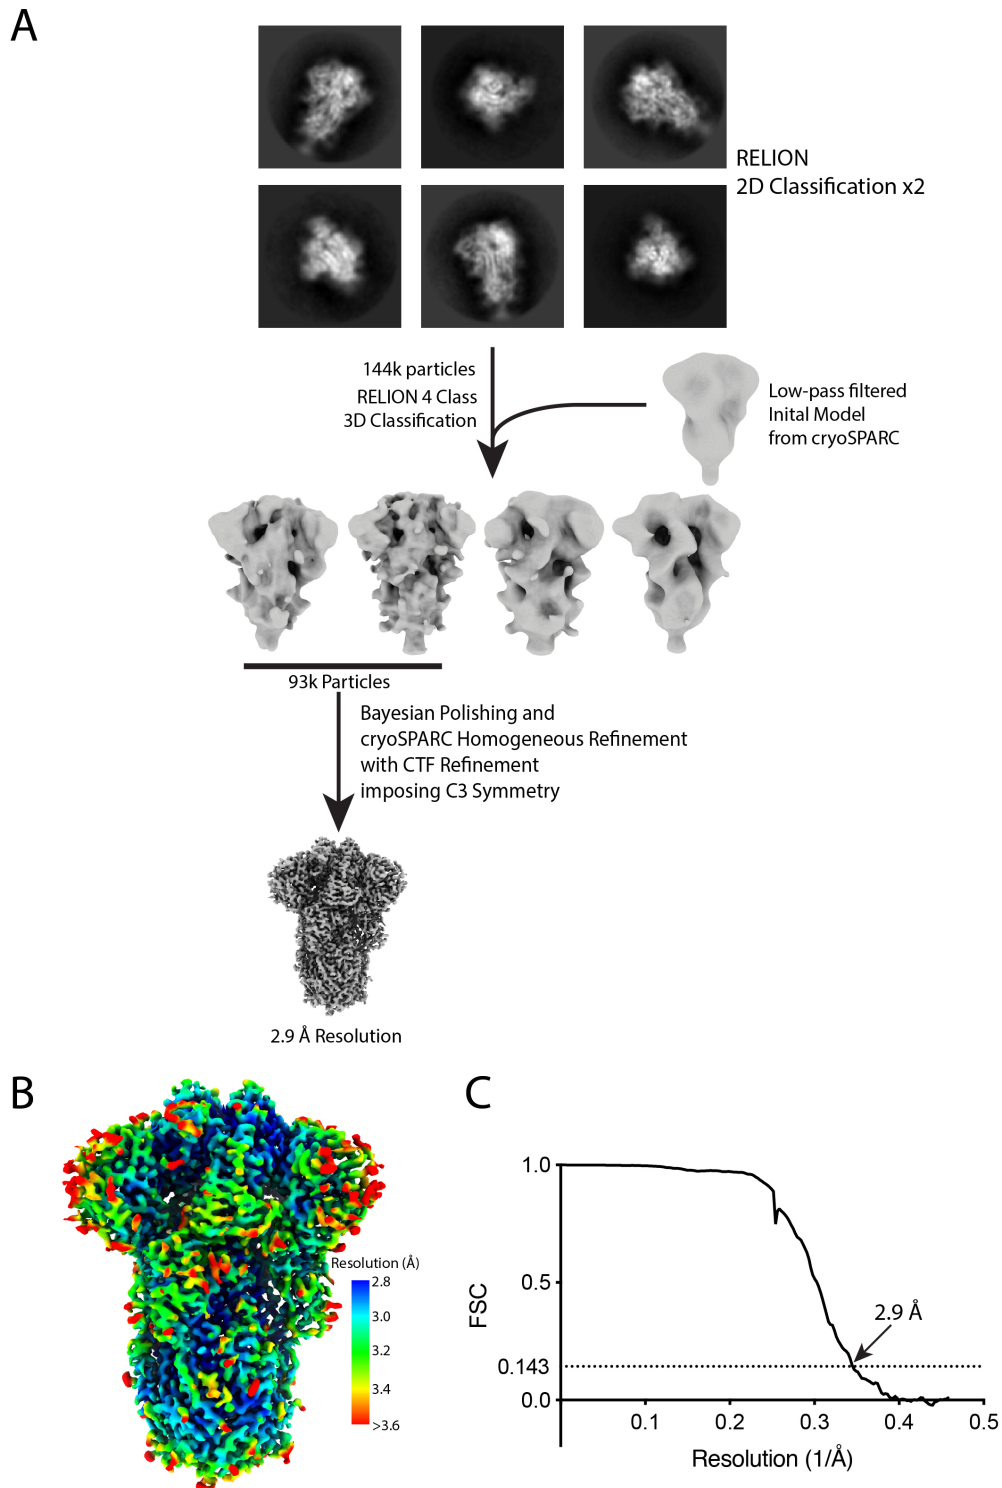 A
RELION
2D Classification x2
144k particles
RELION 4 Class
3D Classification
Low-pass filtered
Inital Model
from cryoSPARC
93k Particles
Bayesian Polishing and
cryoSPARC Homogeneous Refinement
with CTF Refinement
imposing C3 Symmetry
2.9 Å Resolution
B
Resolution (Å)
2.8
3.0
3.2
3.4
>3.6
C
FSC
1.0
0.5
0.143
0.0
2.9 Å
0.1
0.2
0.3
0.4
0.5
Resolution (1/Å)